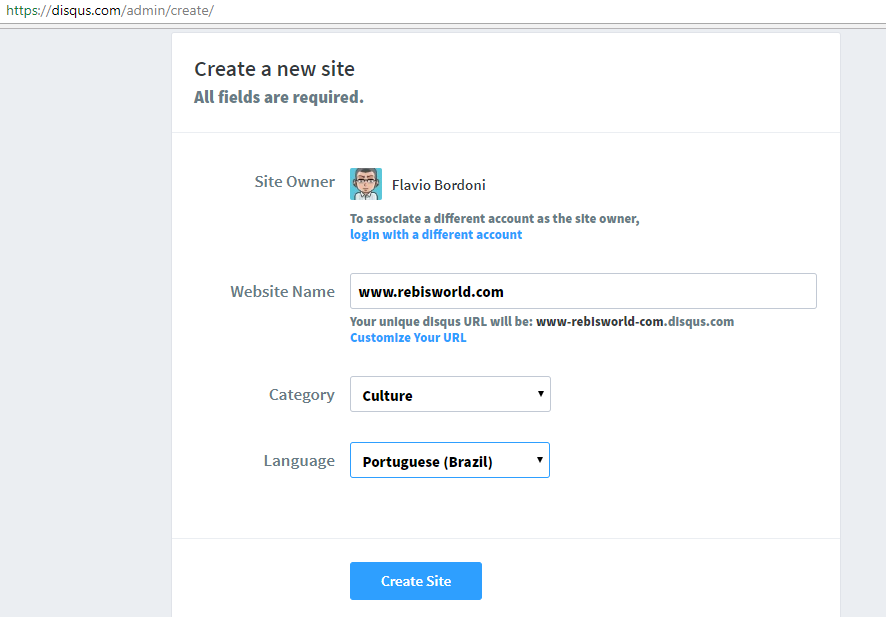 https://disqus.com/admin/create/
Create a new site
All fields are required.
Site Owner
Flavio Bordoni
To associate a different account as the site owner,
login with a different account
Website Name
www.rebisworld.com
Your unique disqus URL will be: www-rebisworld-com.disqus.com
Customize Your URL
Category
Culture
Language
Portuguese (Brazil)
Create Site